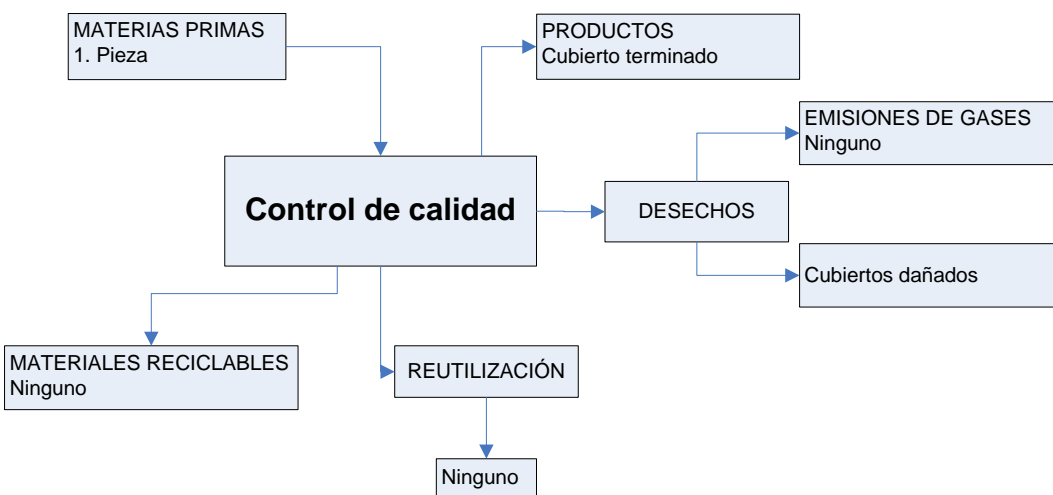 MATERIAS PRIMAS
1. Pieza
PRODUCTOS
Cubierto terminado
EMISIONES DE GASES
Ninguno
Control de calidad
DESECHOS
Cubiertos dañados
MATERIALES RECICLABLES
Ninguno
REUTILIZACIÓN
Ninguno